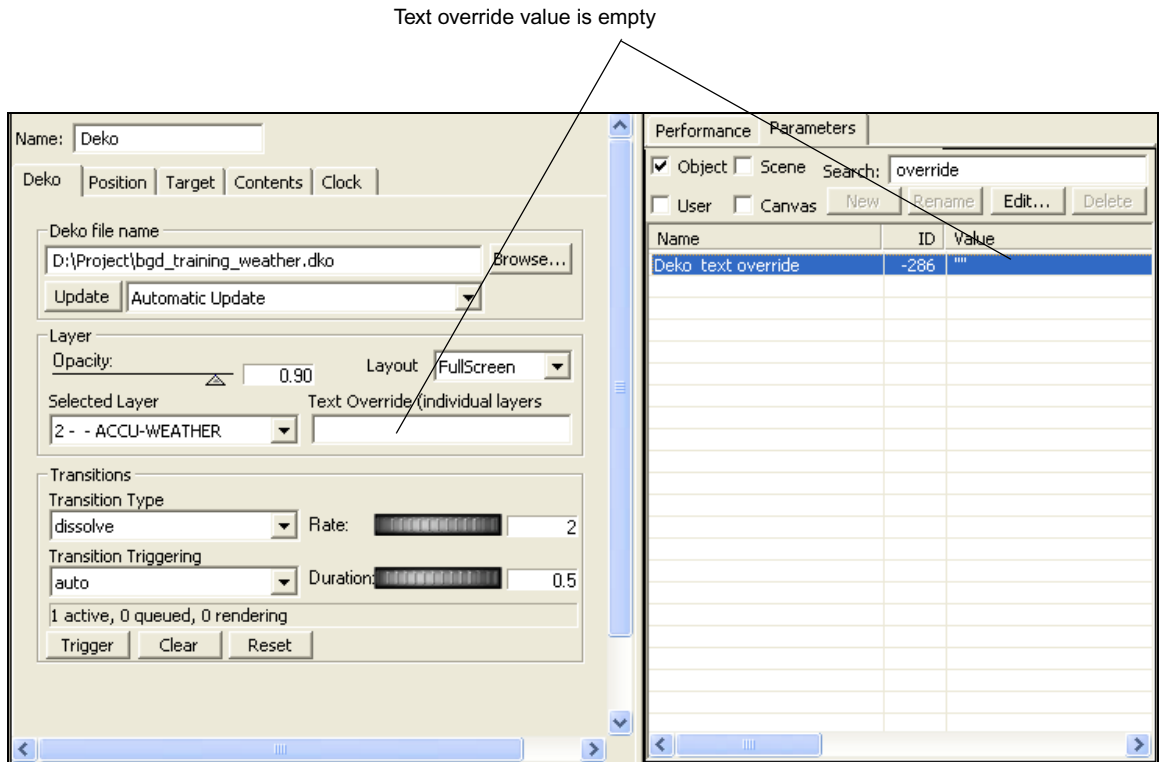 Text override value is empty
Name: Deko
Deko Position Target Contents Clock
Deko file name
D:\Project\bgd_training_weather.dko Browse...
Update Automatic Update
Layer
Opacity: 0.90 Layout FullScreen
Selected Layer Text Override (individual layers
2 - - ACCU-WEATHER
Transitions
Transition Type
dissolve Rate: 2
Transition Triggering
auto Duration: 0.5
1 active, 0 queued, 0 rendering
Trigger Clear Reset
Performance Parameters
Object Scene Search: override
User Canvas New Rename Edit... Delete
Name ID Value
Deko text override -286 ""